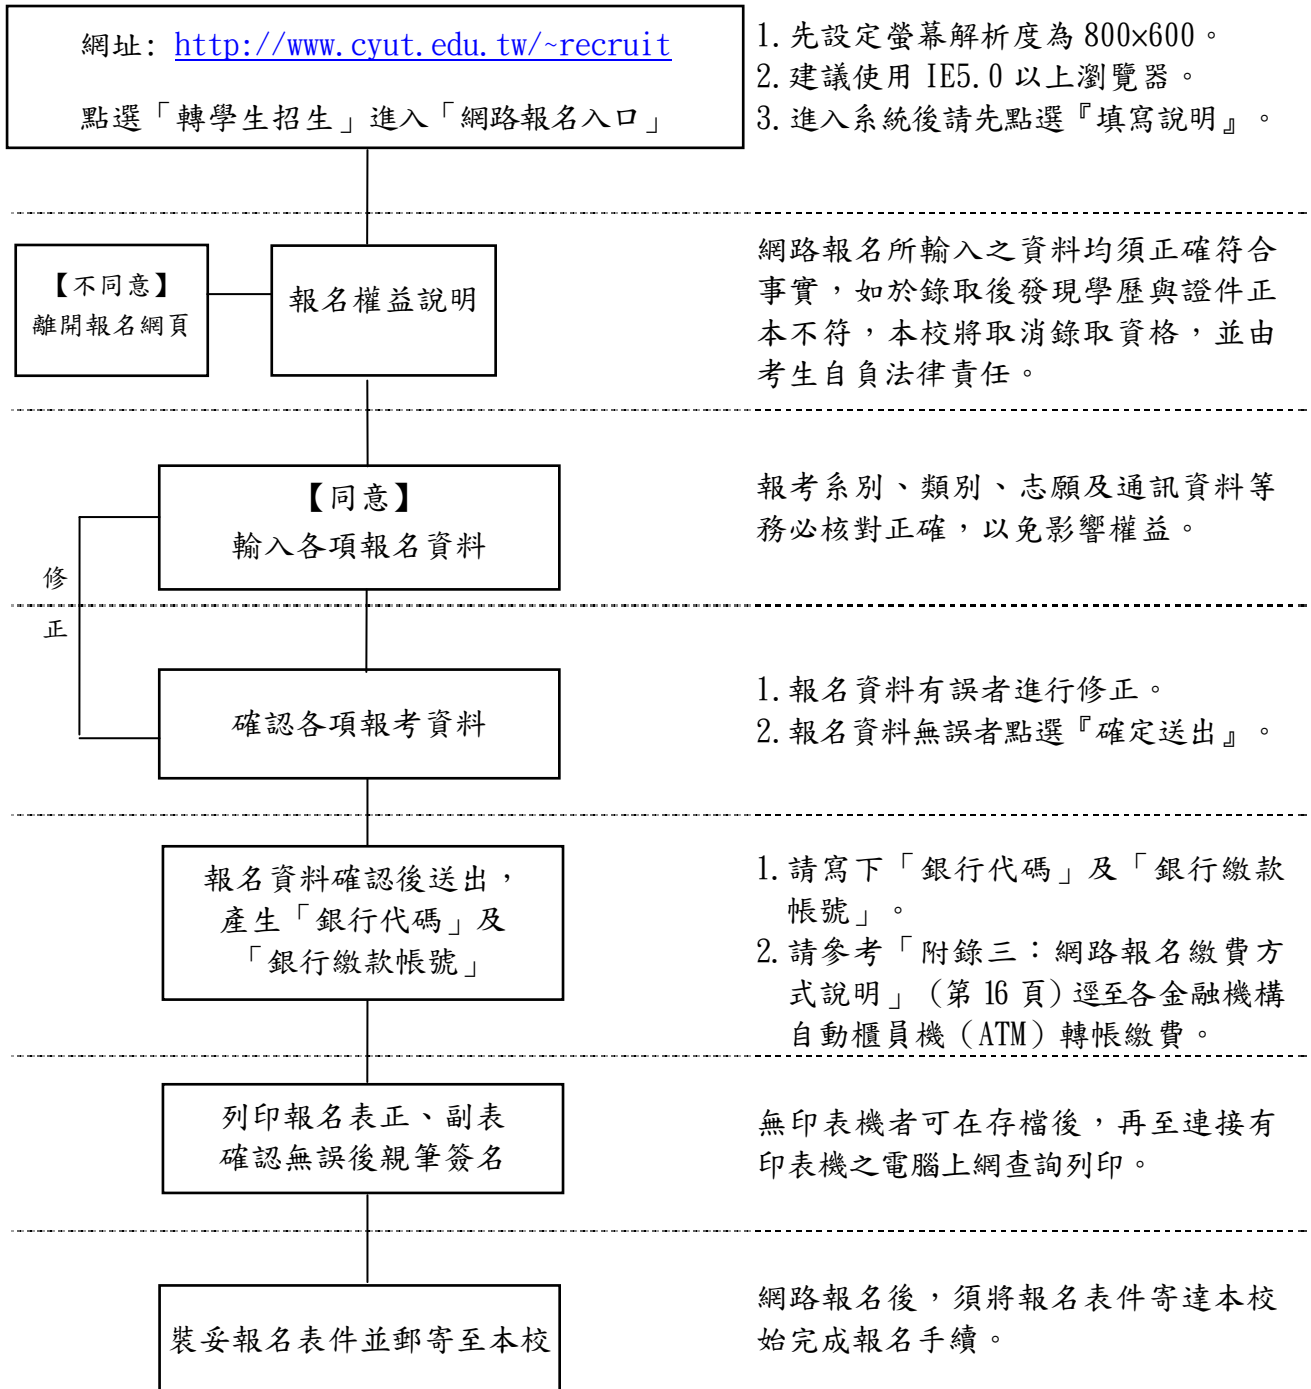 網址: http://www.cyut.edu.tw/~recruit
點選「轉學生招生」進入「網路報名入口」
1.先設定螢幕解析度為 800×600。
2.建議使用 IE5.0 以上瀏覽器。
3.進入系統後請先點選『填寫說明』。
【不同意】
離開報名網頁
報名權益說明
網路報名所輸入之資料均須正確符合
事實，如於錄取後發現學歷與證件正
本不符，本校將取消錄取資格，並由
考生自負法律責任。
【同意】
輸入各項報名資料
報考系別、類別、志願及通訊資料等
務必核對正確，以免影響權益。
修
正
確認各項報考資料
1.報名資料有誤者進行修正。
2.報名資料無誤者點選『確定送出』。
報名資料確認後送出，
產生「銀行代碼」及
「銀行繳款帳號」
1.請寫下「銀行代碼」及「銀行繳款
帳號」。
2.請參考「附錄三：網路報名繳費方
式說明」(第 16 頁)逕至各金融機構
自動櫃員機（ATM）轉帳繳費。
列印報名表正、副表
確認無誤後親筆簽名
無印表機者可在存檔後，再至連接有
印表機之電腦上網查詢列印。
裝妥報名表件並郵寄至本校
網路報名後，須將報名表件寄達本校
始完成報名手續。